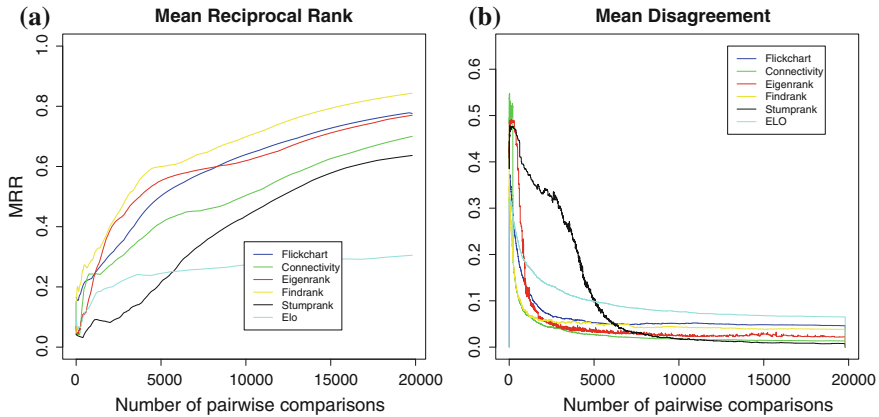 (a)
Mean Reciprocal Rank
MRR
1.0
0.8
0.6
0.4
0.2
0.0
Flickchart
Connectivity
Eigenrank
Findrank
Stumprank
Elo
0
5000
10000
15000
20000
Number of pairwise comparisons
(b)
Mean Disagreement
0.6
0.5
0.4
0.3
0.2
0.1
0.0
Flickchart
Connectivity
Eigenrank
Findrank
Stumprank
ELO
0
5000
10000
15000
20000
Number of pairwise comparisons